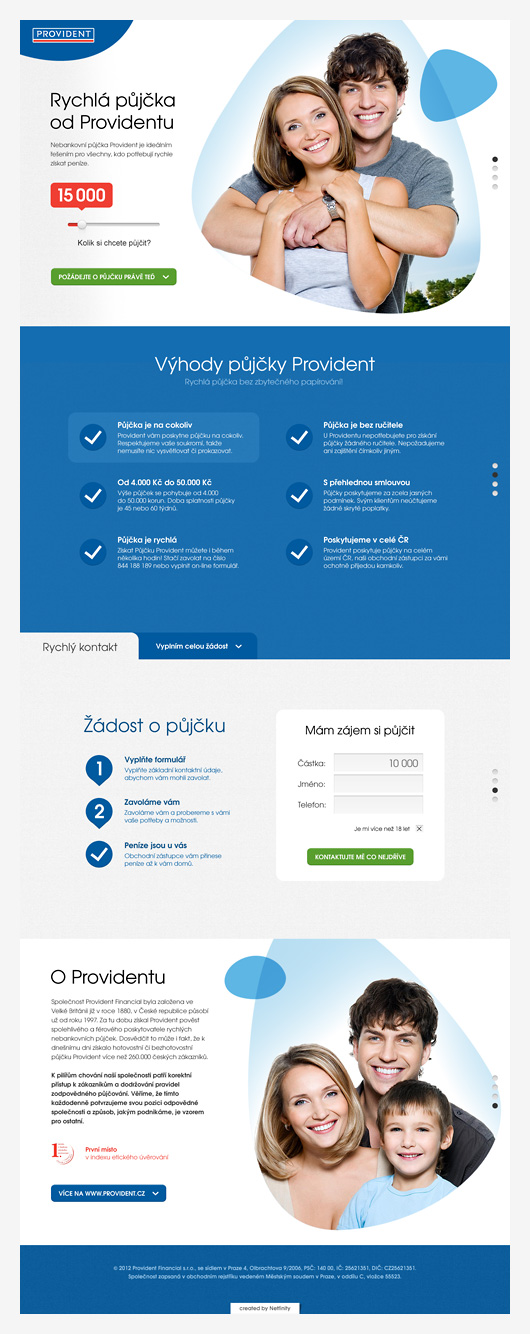 PROVIDENT
Rychlá půjčka
od Providentu
Nebankovní půjčka Provident je ideálním
řešením pro všechny, kdo potřebují rychle
získat peníze.
15 000
Kolik si chcete půjčit?
POŽÁDEJTE O PŮJČKU PRÁVĚ TEĎ
Výhody půjčky Provident
Rychlá půjčka bez zbytečného papírování!
Půjčka je na cokoliv
Provident vám poskytne půjčku na cokoliv.
Respektujeme vaše soukromí, takže
nemusíte nic vysvětlovat či prokazovat.
Půjčka je bez ručitele
U Providentu nepotřebujete pro získání
půjčky žádného ručitele. Nepožadujeme
ani zajištění čímkoliv jiným.
Od 4.000 Kč do 50.000 Kč
Výše půjček se pohybuje od 4.000
do 50.000 korun. Doba splatnosti půjčky
je 45 nebo 60 týdnů.
S přehlednou smlouvou
Půjčky poskytujeme za zcela jasných
podmínek. Svým klientům neúčtujeme
žádné skryté poplatky.
Půjčka je rychlá
Získat Půjčku Provident můžete i během
několika hodin! Stačí zavolat na číslo
844 188 189 nebo vyplnit on-line formulář.
Poskytujeme v celé ČR
Provident poskytuje půjčky na celém
území ČR, naši obchodní zástupci za vámi
ochotně přijedou kamkoliv.
Rychlý kontakt
Vyplním celou žádost
Žádost o půjčku
1
Vyplňte formulář
Vyplňte základní kontaktní údaje,
abychom vám mohli zavolat.
2
Zavoláme vám
Zavoláme vám a probereme s vámi
vaše potřeby a možnosti.
Peníze jsou u vás
Obchodní zástupce vám přinese
peníze až k vám domů.
Mám zájem si půjčit
Částka:
10 000
Jméno:
Telefon:
Je mi více než 18 let
KONTAKTUJTE MĚ CO NEJDŘÍVE
O Providentu
Společnost Provident Financial byla založena ve
Velké Británii již v roce 1880, v České republice působí
už od roku 1997. Za tu dobu získal Provident pověst
spolehlivého a férového poskytovatele rychlých
nebankovních půjček. Dosvědčit to může i fakt, že k
dnešnímu dni získalo hotovostní či bezhotovostní
půjčku Provident více než 260.000 českých zákazníků.
K pilířům chování naší společnosti patří korektní
přístup k zákazníkům a dodržování pravidel
zodpovědného půjčování. Věříme, že tímto
každodenně potvrzujeme svou pozici odpovědné
společnosti a způsob, jakým podnikáme, je vzorem
pro ostatní.
1.
První místo
v indexu etického úvěrování
VÍCE NA WWW.PROVIDENT.CZ
© 2012 Provident Financial s.r.o., se sídlem v Praze 4, Olbrachtova 9/2006, PSČ: 140 00, IČ: 25621351, DIČ: CZ25621351.
Společnost zapsaná v obchodním rejstříku vedeném Městským soudem v Praze, v oddílu C, vložce 55523.
created by Netfinity